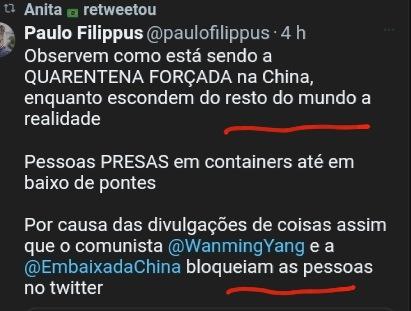 Anita retweetou
Paulo Filippus @paulofilippus · 4 h
Observem como está sendo a
QUARENTENA FORÇADA na China,
enquanto escondem do resto do mundo a
realidade
Pessoas PRESAS em containers até em
baixo de pontes
Por causa das divulgações de coisas assim
que o comunista @WanmingYang e a
@EmbaixadaChina bloqueiam as pessoas
no twitter